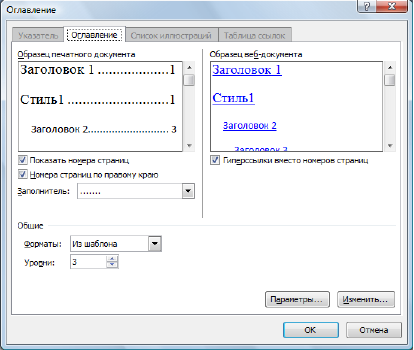 Оглавление
Указатель Оглавление Список иллюстраций Таблица ссылок
Образец печатного документа Образец веб-документа
Заголовок 1 ....................1 Заголовок 1
Стиль1 ............................1 Стиль1
Заголовок 2........................... 3 Заголовок 2
Заголовок 3
Показать номера страниц Гиперссылки вместо номеров страниц
Номера страниц по правому краю
Заполнитель: .......
Общие
Форматы: Из шаблона
Уровни: 3
Параметры... Изменить...
ОК Отмена